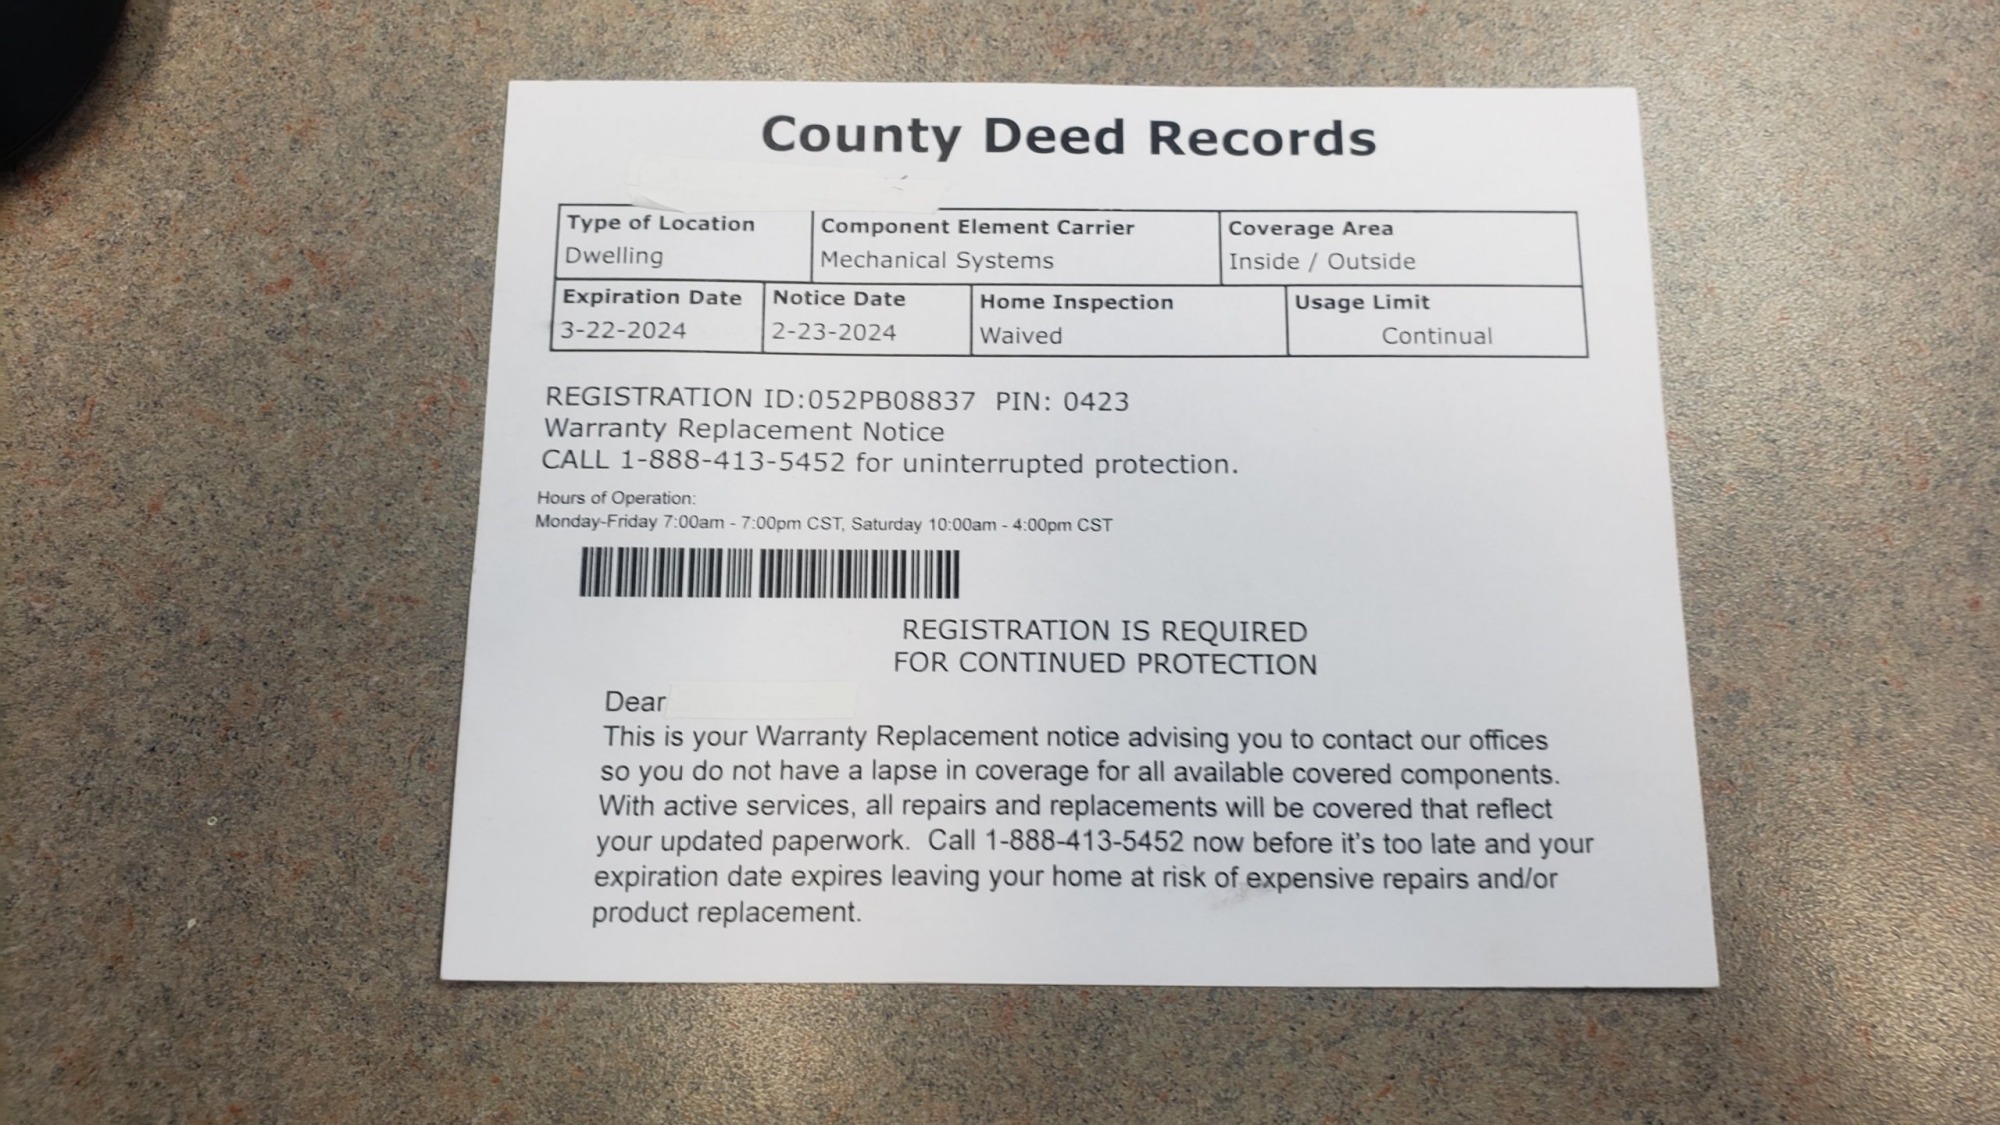 County Deed Records
Type of Location
Dwelling
Component Element Carrier
Mechanical Systems
Coverage Area
Inside / Outside
Expiration Date
3-22-2024
Notice Date
2-23-2024
Home Inspection
Waived
Usage Limit
Continual
REGISTRATION ID:052PB08837 PIN: 0423
Warranty Replacement Notice
CALL 1-888-413-5452 for uninterrupted protection.
Hours of Operation:
Monday-Friday 7:00am - 7:00pm CST, Saturday 10:00am - 4:00pm CST
REGISTRATION IS REQUIRED
FOR CONTINUED PROTECTION
Dear
This is your Warranty Replacement notice advising you to contact our offices
so you do not have a lapse in coverage for all available covered components.
With active services, all repairs and replacements will be covered that reflect
your updated paperwork. Call 1-888-413-5452 now before it's too late and your
expiration date expires leaving your home at risk of expensive repairs and/or
product replacement.